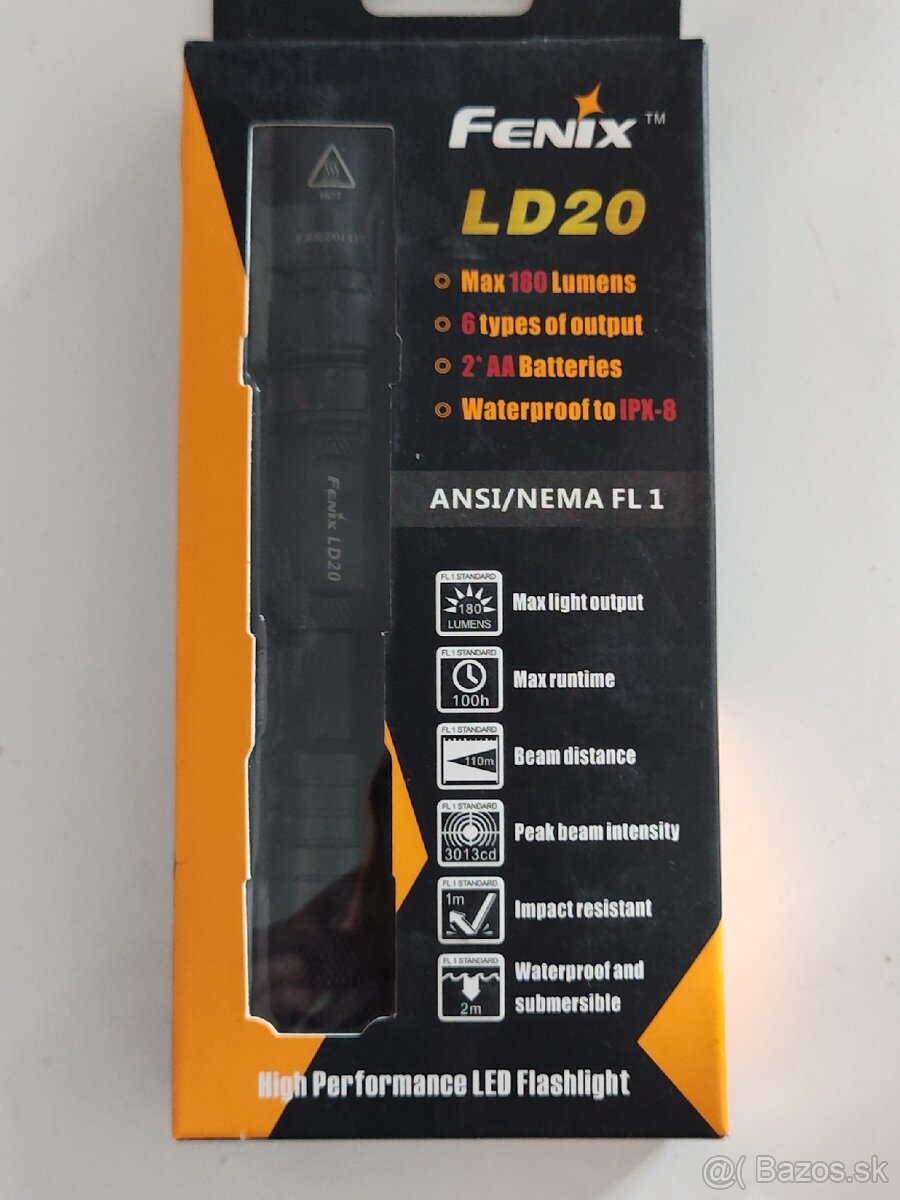 FENIX™
LD20
Max 180 Lumens
6 types of output
2* AA Batteries
Waterproof to IPX-8
ANSI/NEMA FL 1
FL 1 STANDARD
180
LUMENS
Max light output
FL 1 STANDARD
100h
Max runtime
FL 1 STANDARD
110m
Beam distance
FL 1 STANDARD
3013cd
Peak beam intensity
FL 1 STANDARD
1m
Impact resistant
FL 1 STANDARD
2m
Waterproof and
submersible
High Performance LED Flashlight
HOT
FENIX LD20
@( Bazos.sk